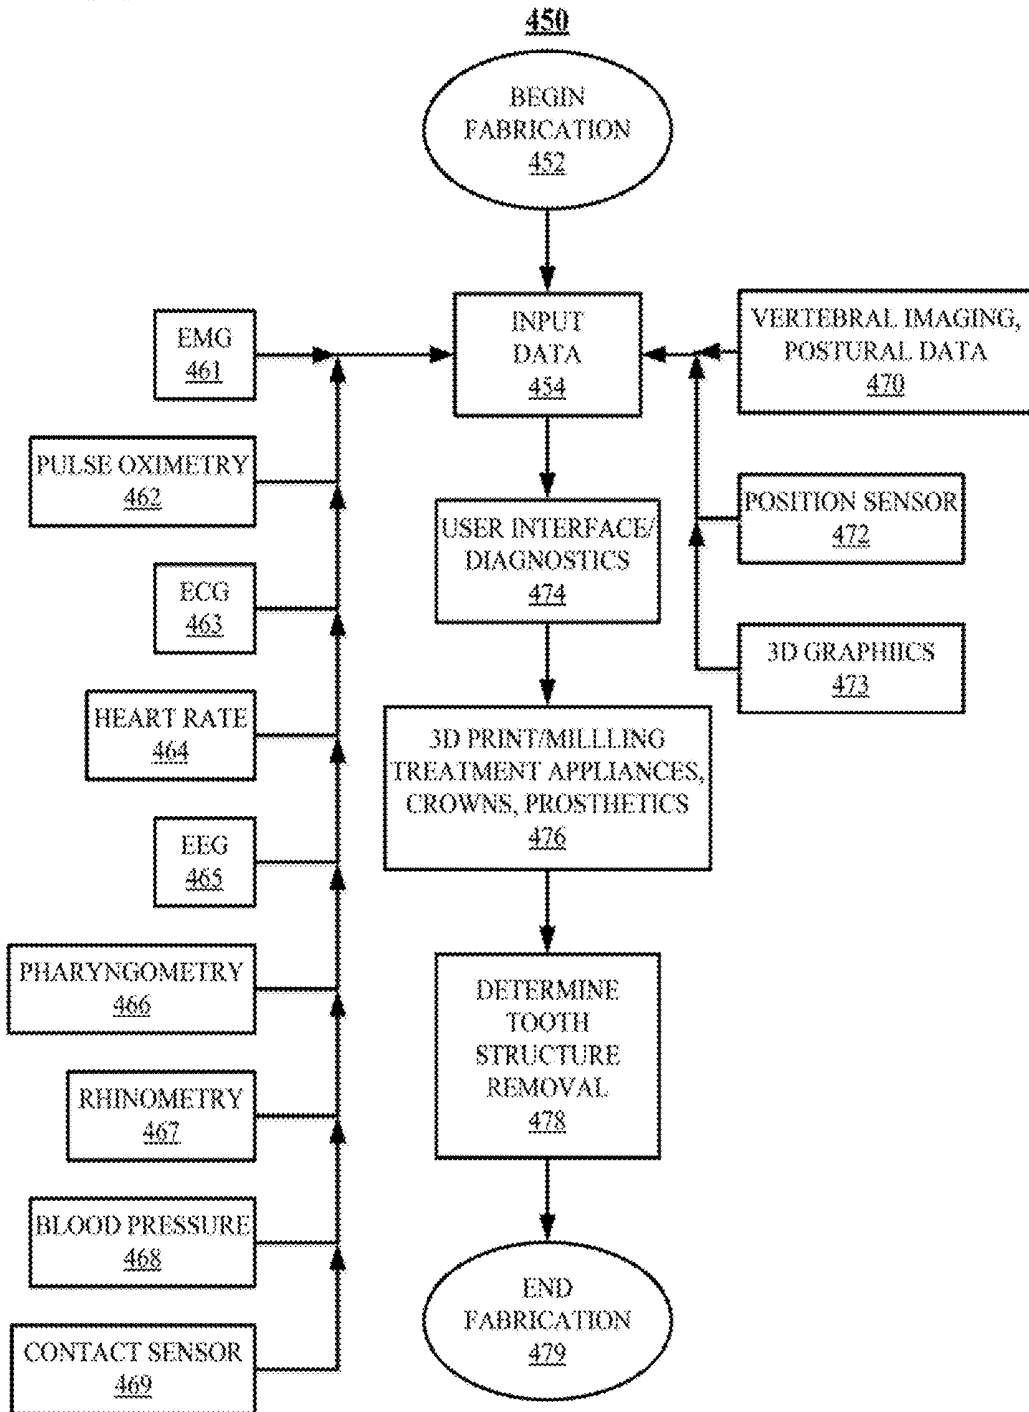 450
BEGIN
FABRICATION
452
INPUT
DATA
454
EMG
461
PULSE OXIMETRY
462
ECG
463
HEART RATE
464
EEG
465
PHARYNGOMETRY
466
RHINOMETRY
467
BLOOD PRESSURE
468
CONTACT SENSOR
469
VERTEBRAL IMAGING,
POSTURAL DATA
470
POSITION SENSOR
472
3D GRAPHIICS
473
USER INTERFACE/
DIAGNOSTICS
474
3D PRINT/MILLLING
TREATMENT APPLIANCES,
CROWNS, PROSTHETICS
476
DETERMINE
TOOTH
STRUCTURE
REMOVAL
478
END
FABRICATION
479